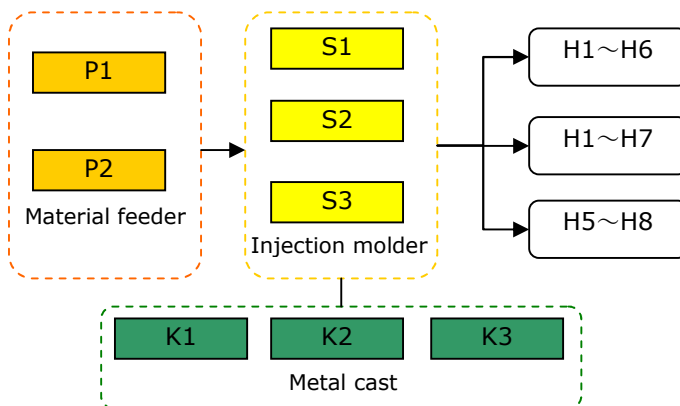 P1
P2
Material feeder
S1
S2
S3
Injection molder
H1～H6
H1～H7
H5～H8
K1
K2
K3
Metal cast